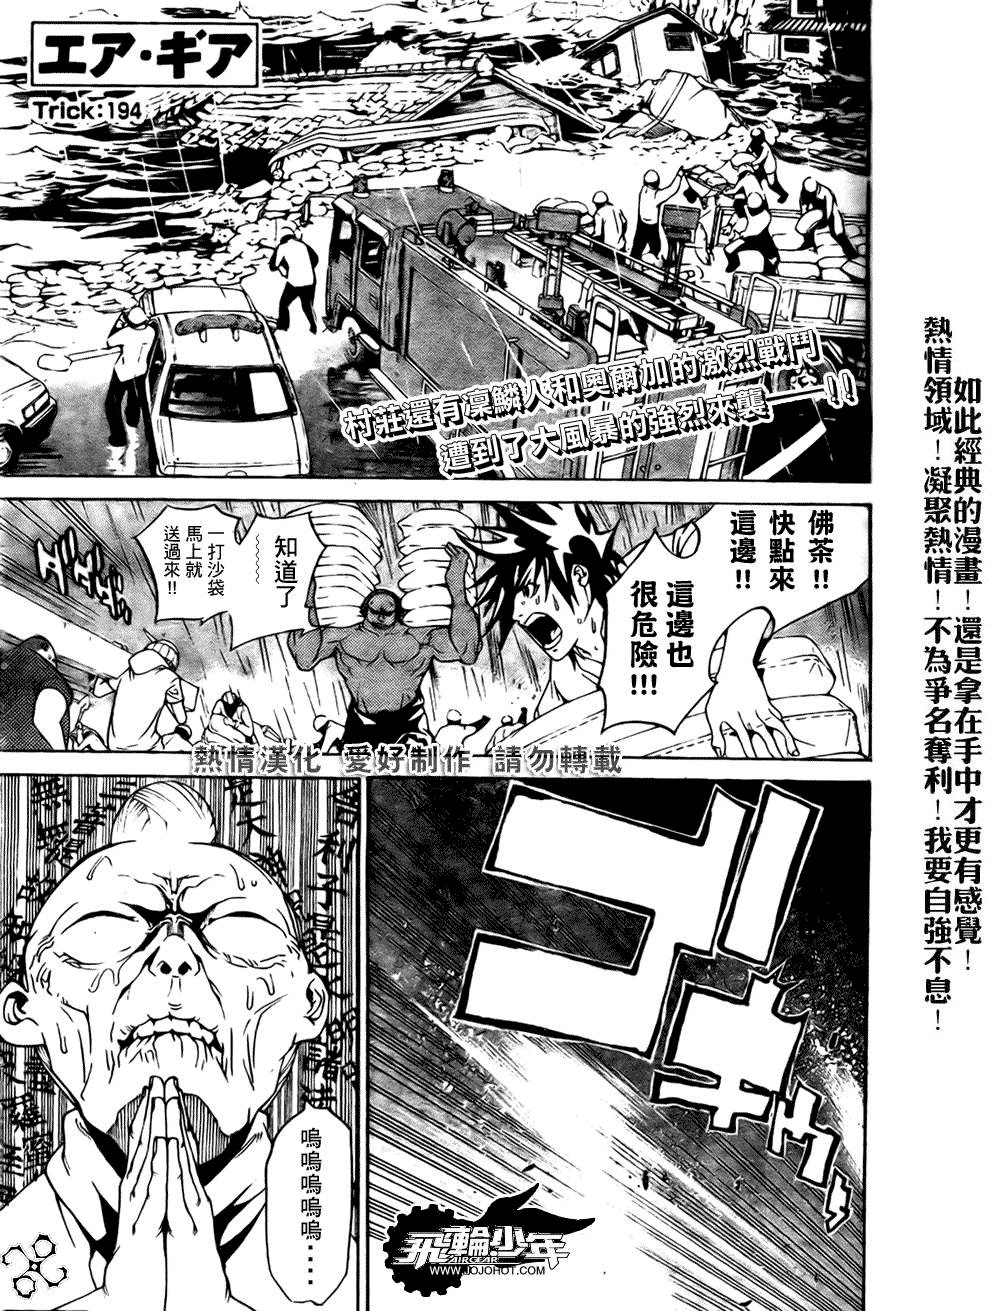 エア・ギア
Trick:194
村莊還有凜鱗人和奧爾加的激烈戰鬥
遭到了大風暴的強烈來襲——!!
佛茶!!
快點來
這邊!!
這邊也
很危險!!!
知道了
一打沙袋
馬上就
送過來!!
熱情漢化 愛好制作 請勿轉載
嗚嗚嗚嗚嗚····
飛輪少年
AIRGEAR
WWW.JOJOHOT.COM
如此經典的漫畫！還是拿在手中才更有感覺！
熱情領域！凝聚熱情！不為爭名奪利！我要自強不息！